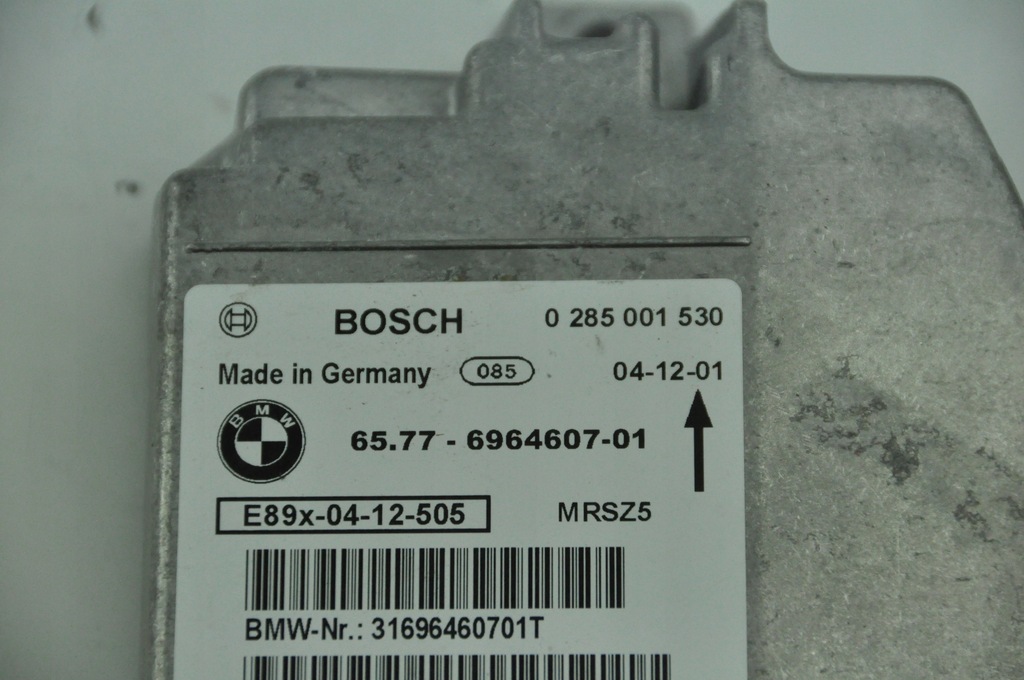 BOSCH 0 285 001 530
Made in Germany 085 04-12-01
BMW
65.77 - 6964607-01
E89x-04-12-505 MRSZ5
BMW-Nr.: 31696460701T